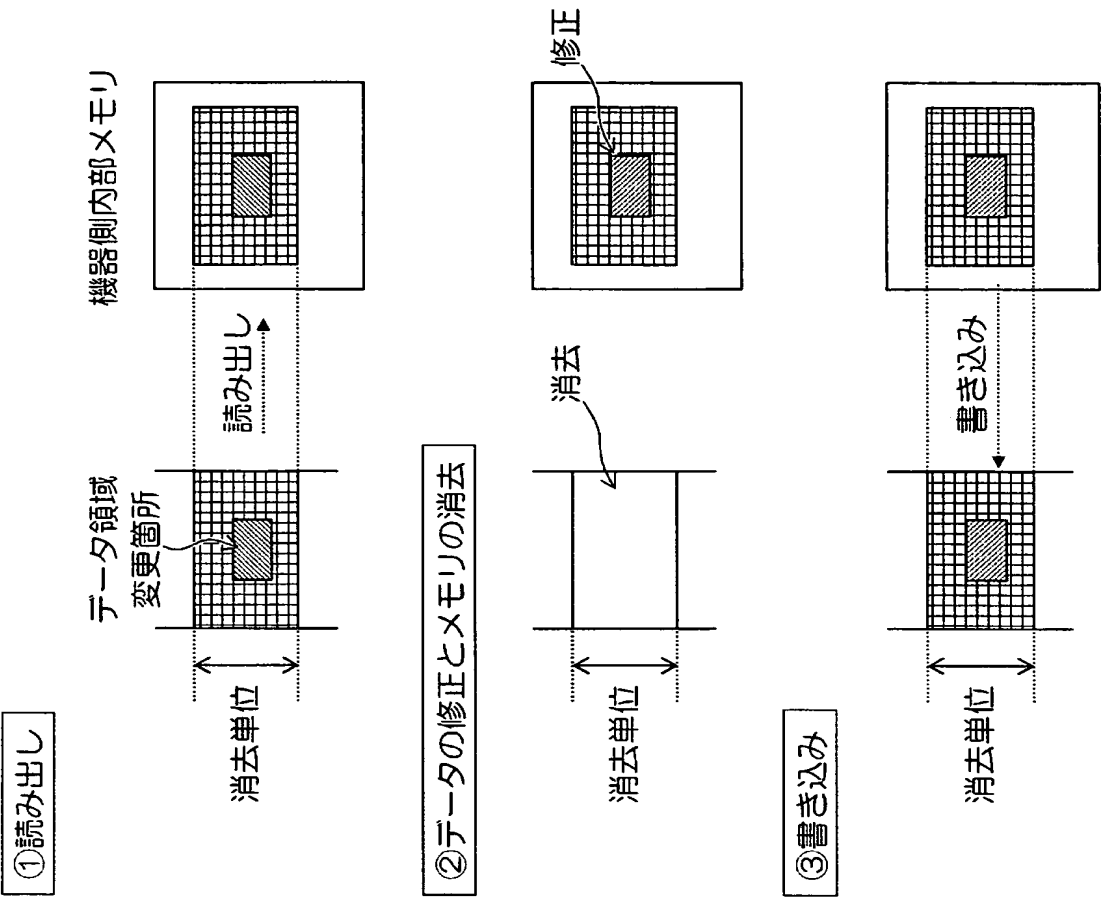 ①読み出し
データ領域
変更箇所
機器側内部メモリ
読み出し
消去単位
②データの修正とメモリの消去
消去
修正
消去単位
③書き込み
書き込み
消去単位